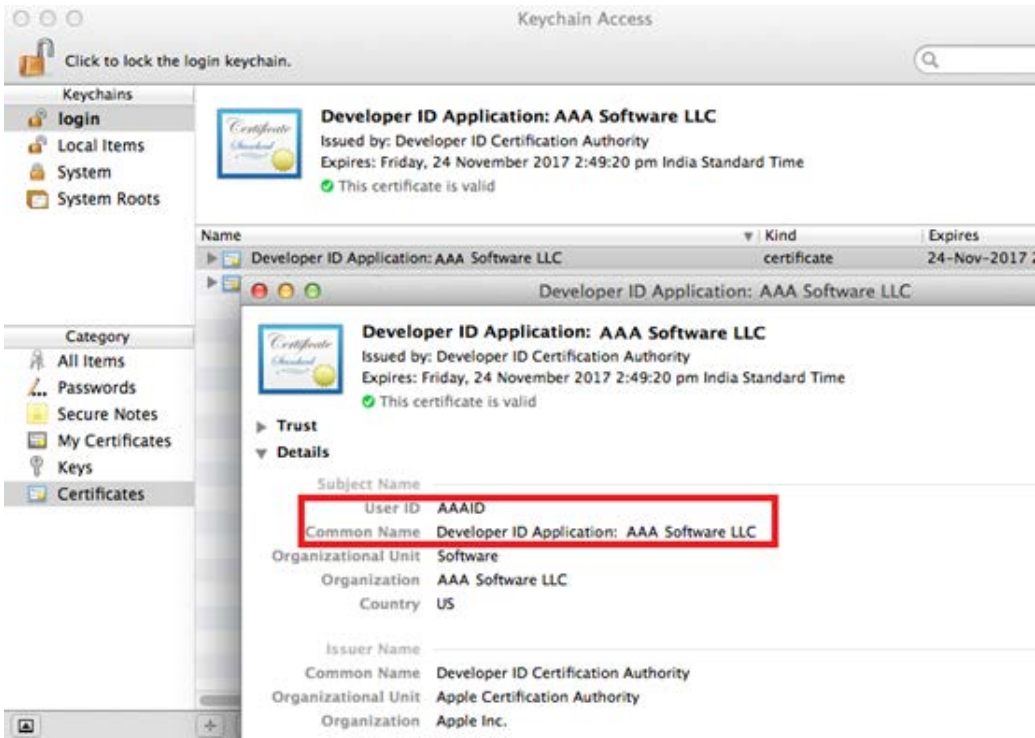 Keychain Access
Click to lock the login keychain.
Keychains
login
Local Items
System
System Roots
Certificate
Standard
Developer ID Application: AAA Software LLC
Issued by: Developer ID Certification Authority
Expires: Friday, 24 November 2017 2:49:20 pm India Standard Time
This certificate is valid
Name Kind Expires
Developer ID Application: AAA Software LLC certificate 24-Nov-2017 2
Developer ID Application: AAA Software LLC
Category
All Items
Passwords
Secure Notes
My Certificates
Keys
Certificates
Certificate
Standard
Developer ID Application: AAA Software LLC
Issued by: Developer ID Certification Authority
Expires: Friday, 24 November 2017 2:49:20 pm India Standard Time
This certificate is valid
Trust
Details
Subject Name
User ID AAAID
Common Name Developer ID Application: AAA Software LLC
Organizational Unit Software
Organization AAA Software LLC
Country US
Issuer Name
Common Name Developer ID Certification Authority
Organizational Unit Apple Certification Authority
Organization Apple Inc.